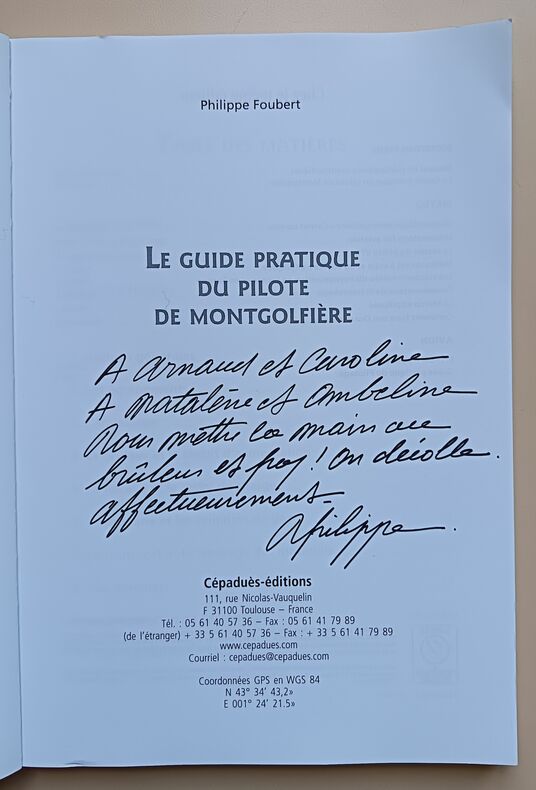 Philippe Foubert
LE GUIDE PRATIQUE
DU PILOTE
DE MONTGOLFIÈRE
A Arnaud et Caroline
A Natalène et Ambeline
Pour mettre la main au
brûleur et ! On décolle.
affectueusement
Philippe.
Cépaduès-éditions
111, rue Nicolas-Vauquelin
F 31100 Toulouse – France
Tél. : 05 61 40 57 36 – Fax : 05 61 41 79 89
(de l'étranger) + 33 5 61 40 57 36 – Fax : + 33 5 61 41 79 89
www.cepadues.com
Courriel : cepadues@cepadues.com
Coordonnées GPS en WGS 84
N 43° 34' 43,2»
E 001° 24' 21.5»